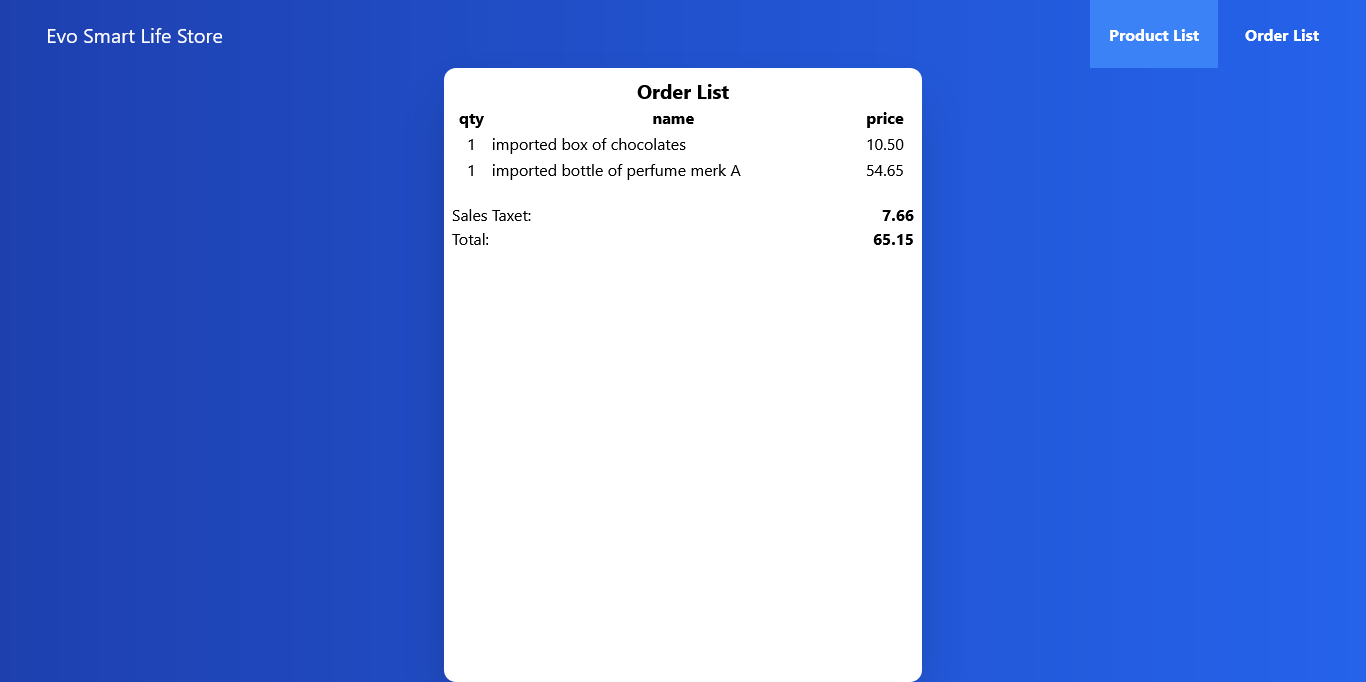 Evo Smart Life Store
Product List
Order List
Order List
qty name price
1 imported box of chocolates 10.50
1 imported bottle of perfume merk A 54.65
Sales Taxet: 7.66
Total: 65.15